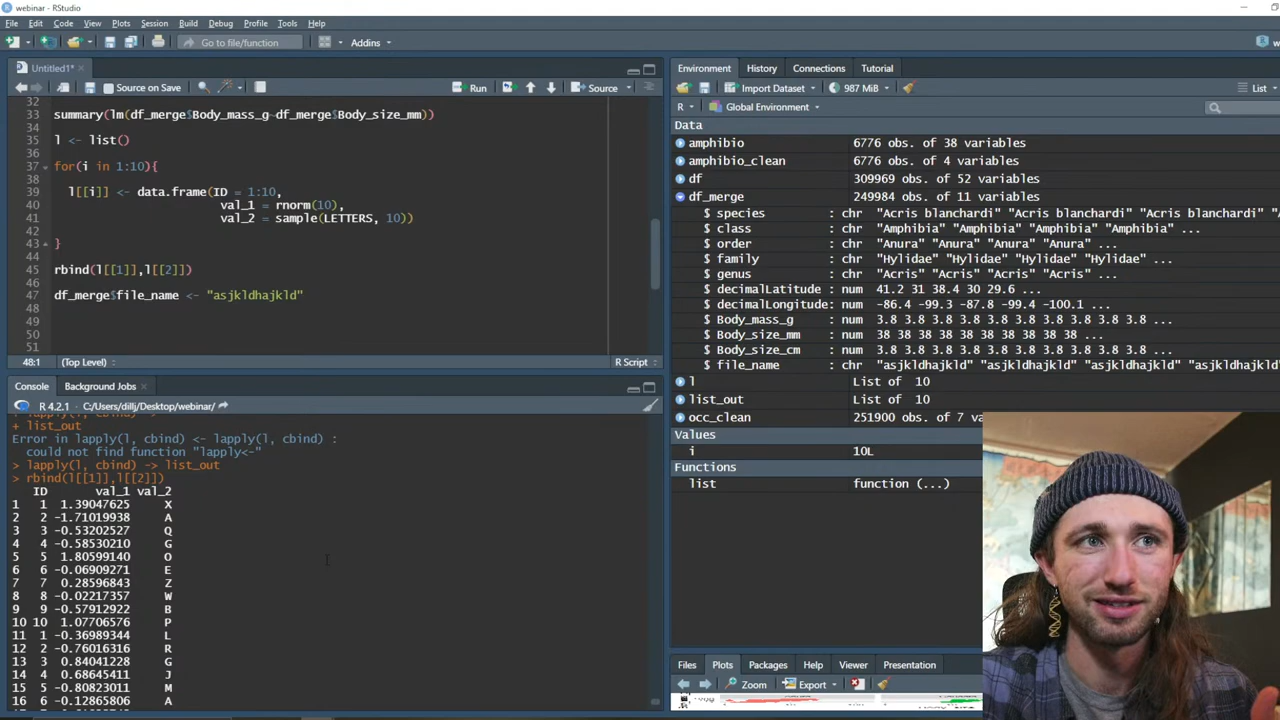 webinar - RStudio
File Edit Code View Plots Session Build Debug Profile Tools Help
Go to file/function Addins
Untitled1*
Source on Save Run Source
32
33 summary(lm(df_merge$Body_mass_g~df_merge$Body_size_mm))
34
35 l <- list()
36
37 for(i in 1:10){
38
39 l[[i]] <- data.frame(ID = 1:10,
40 val_1 = rnorm(10),
41 val_2 = sample(LETTERS, 10))
42
43 }
44
45 rbind(l[[1]],l[[2]])
46
47 df_merge$file_name <- "asjkldhajkld"
48
49
50
51
48:1 (Top Level) R Script
Console Background Jobs
R 4.2.1 . C:/Users/dillj/Desktop/webinar/
+ list_out
Error in lapply(l, cbind) <- lapply(l, cbind) :
could not find function "lapply<-"
> lapply(l, cbind) -> list_out
> rbind(l[[1]],l[[2]])
ID val_1 val_2
1 1 1.39047625 X
2 2 -1.71019938 A
3 3 -0.53202527 Q
4 4 -0.58530210 G
5 5 1.80599140 O
6 6 -0.06909271 E
7 7 0.28596843 Z
8 8 -0.02217357 W
9 9 -0.57912922 B
10 10 1.07706576 P
11 1 -0.36989344 L
12 2 -0.76016316 R
13 3 0.84041228 G
14 4 0.68645411 J
15 5 -0.80823011 M
16 6 -0.12865806 A
Environment History Connections Tutorial
Import Dataset 987 MiB List
R Global Environment
Data
amphibio 6776 obs. of 38 variables
amphibio_clean 6776 obs. of 4 variables
df 309969 obs. of 52 variables
df_merge 249984 obs. of 11 variables
$ species : chr "Acris blanchardi" "Acris blanchardi" "Acris blanchardi"
$ class : chr "Amphibia" "Amphibia" "Amphibia" "Amphibia" ...
$ order : chr "Anura" "Anura" "Anura" "Anura" ...
$ family : chr "Hylidae" "Hylidae" "Hylidae" "Hylidae" ...
$ genus : chr "Acris" "Acris" "Acris" "Acris" ...
$ decimalLatitude : num 41.2 31 38.4 30 29.6 ...
$ decimalLongitude: num -86.4 -99.3 -87.8 -99.4 -100.1 ...
$ Body_mass_g : num 3.8 3.8 3.8 3.8 3.8 3.8 3.8 3.8 3.8 ...
$ Body_size_mm : num 38 38 38 38 38 38 38 38 38 38 ...
$ Body_size_cm : num 3.8 3.8 3.8 3.8 3.8 3.8 3.8 3.8 3.8 ...
$ file_name : chr "asjkldhajkld" "asjkldhajkld" "asjkldhajkld" "asjkldhajkld"
l List of 10
list_out List of 10
occ_clean 251900 obs. of 7 va
Values
i 10L
Functions
list function (...)
Files Plots Packages Help Viewer Presentation
Zoom Export